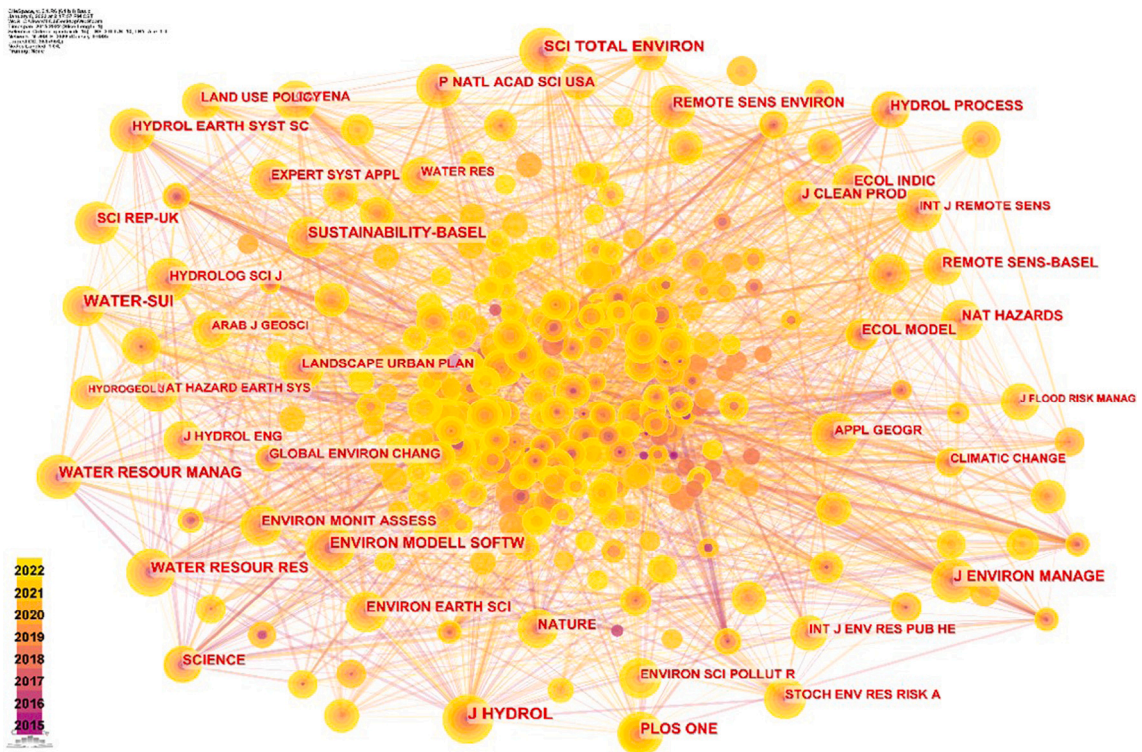 SCI TOTAL ENVIRON
P NATL ACAD SCI USA
LAND USE POLICY
REMOTE SENS ENVIRON
HYDROL PROCESS
HYDROL EARTH SYST SC
EXPERT SYST APPL
WATER RES
ECOL INDIC
J CLEAN PROD
INT J REMOTE SENS
SCI REP-UK
SUSTAINABILITY-BASEL
REMOTE SENS-BASEL
HYDROLOG SCI J
WATER-SUI
ARAB J GEOSCI
NAT HAZARDS
ECOL MODEL
LANDSCAPE URBAN PLAN
HYDROGEOL
NAT HAZARD EARTH SYS
J FLOOD RISK MANAG
J HYDROL ENG
APPL GEOGR
GLOBAL ENVIRON CHANG
CLIMATIC CHANGE
WATER RESOUR MANAG
ENVIRON MONIT ASSESS
ENVIRON MODELL SOFTW
WATER RESOUR RES
J ENVIRON MANAGE
ENVIRON EARTH SCI
NATURE
INT J ENV RES PUB HE
SCIENCE
ENVIRON SCI POLLUT R
STOCH ENV RES RISK A
J HYDROL
PLOS ONE
2022
2021
2020
2019
2018
2017
2016
2015